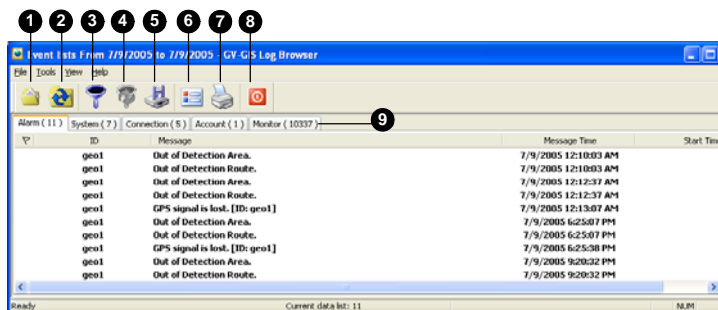 1 2 3 4 5 6 7 8
Event Lists From 7/9/2005 to 7/9/2005 - GV-GIS Log Browser
File Tools View Help
Alarm ( 11 ) System ( 7 ) Connection ( 5 ) Account ( 1 ) Monitor ( 10337 ) 9
ID Message Message Time Start Tim
geo1 Out of Detection Area. 7/9/2005 12:10:03 AM
geo1 Out of Detection Route. 7/9/2005 12:10:03 AM
geo1 Out of Detection Area. 7/9/2005 12:12:37 AM
geo1 Out of Detection Route. 7/9/2005 12:12:37 AM
geo1 GPS signal is lost. [ID: geo1] 7/9/2005 12:13:07 AM
geo1 Out of Detection Area. 7/9/2005 6:25:07 PM
geo1 Out of Detection Route. 7/9/2005 6:25:07 PM
geo1 GPS signal is lost. [ID: geo1] 7/9/2005 6:25:38 PM
geo1 Out of Detection Area. 7/9/2005 9:20:32 PM
geo1 Out of Detection Route. 7/9/2005 9:20:32 PM
Ready Current data list: 11 NUM